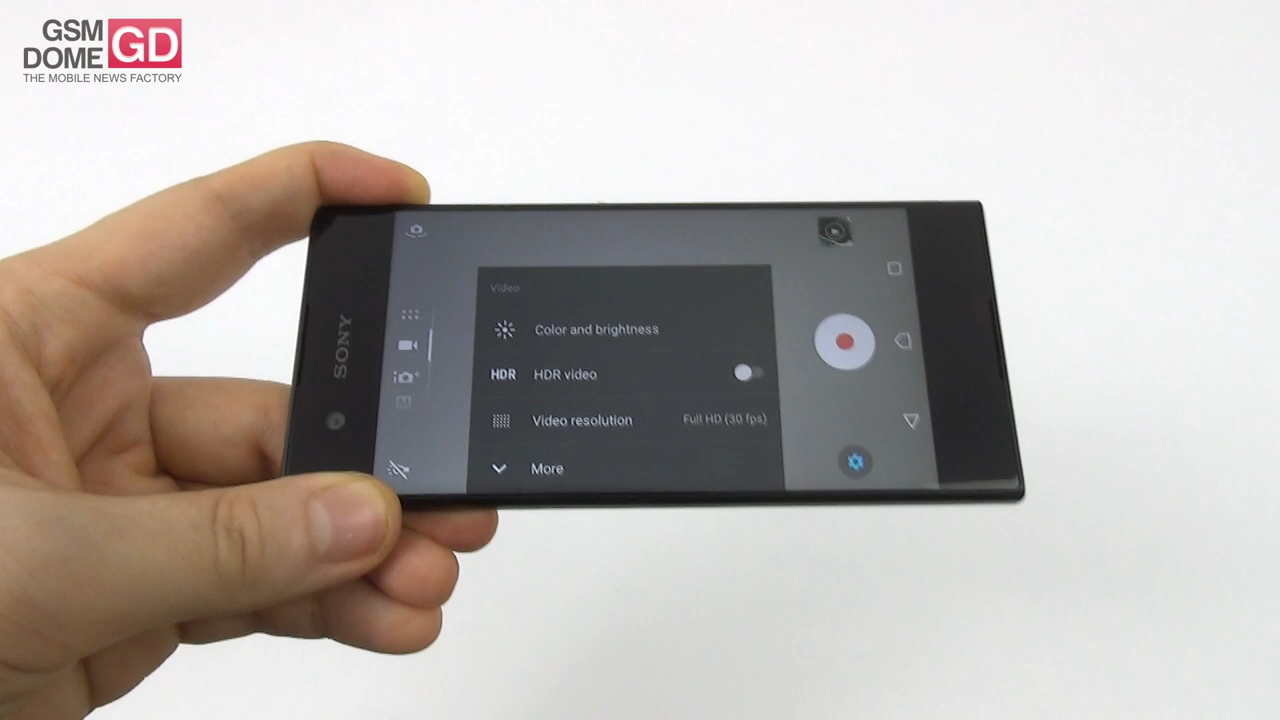 GSM
DOME GD
THE MOBILE NEWS FACTORY
SONY
Video
Color and brightness
HDR HDR video
Video resolution Full HD (30 fps)
More